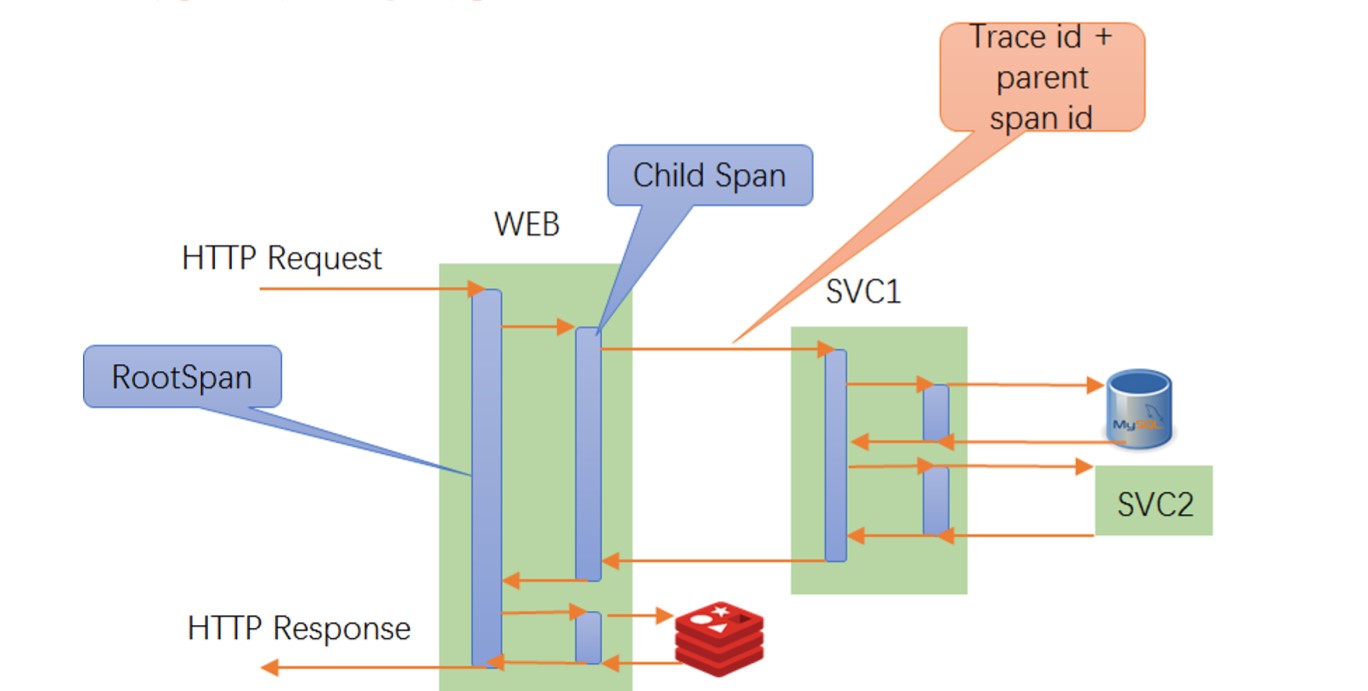 Trace id +
parent
span id
Child Span
WEB
HTTP Request
SVC1
RootSpan
MySQL
SVC2
HTTP Response